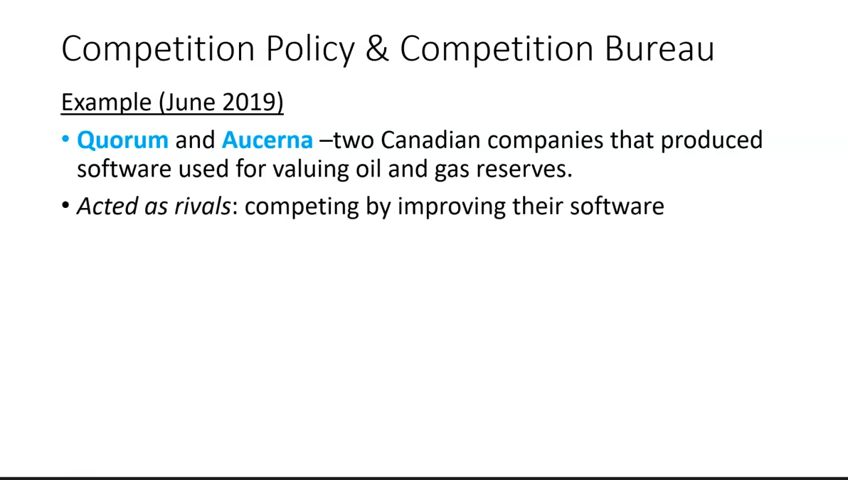 Competition Policy & Competition Bureau
Example (June 2019)
• Quorum and Aucerna –two Canadian companies that produced
software used for valuing oil and gas reserves.
• Acted as rivals: competing by improving their software